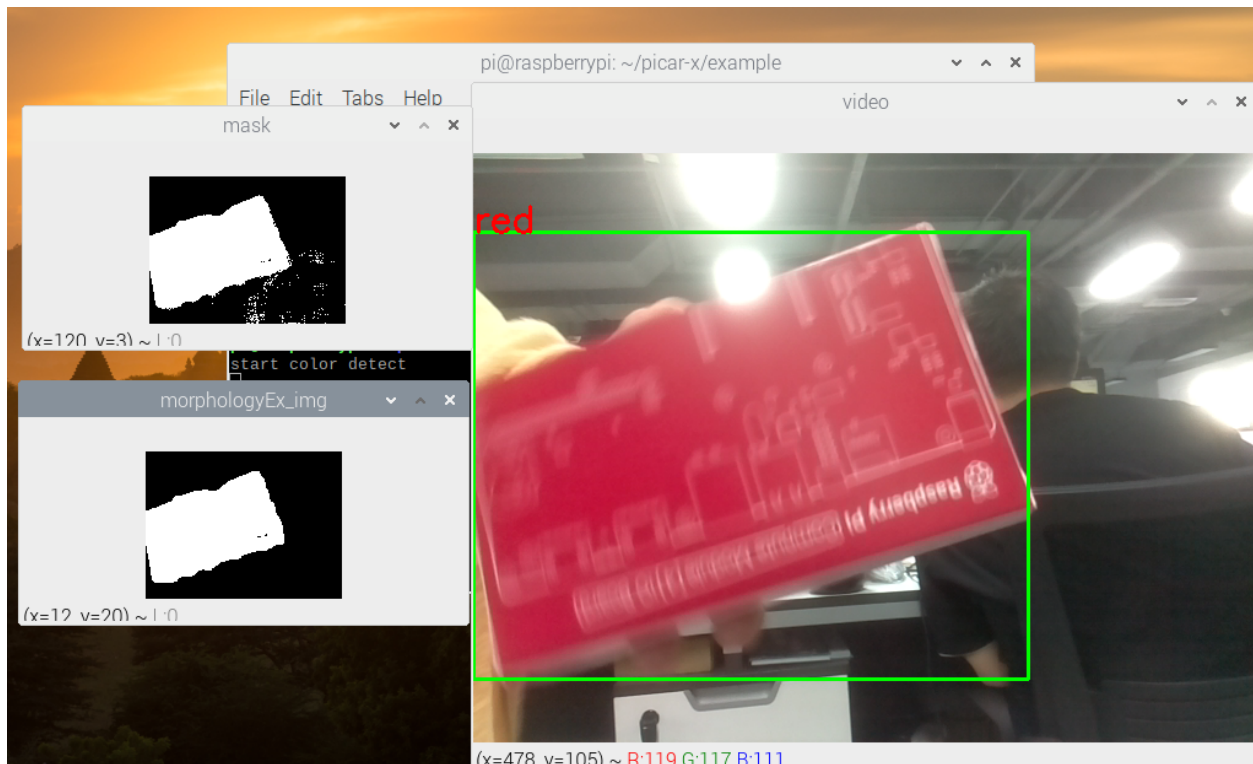 pi@raspberrypi: ~/picar-x/example
File Edit Tabs Help
video
mask
red
(x=120, y=3) ~ L:0
start color detect
morphologyEx_img
Raspberry Pi
(x=12, y=20) ~ L:0
(x=478, y=105) ~ R:119 G:117 B:111